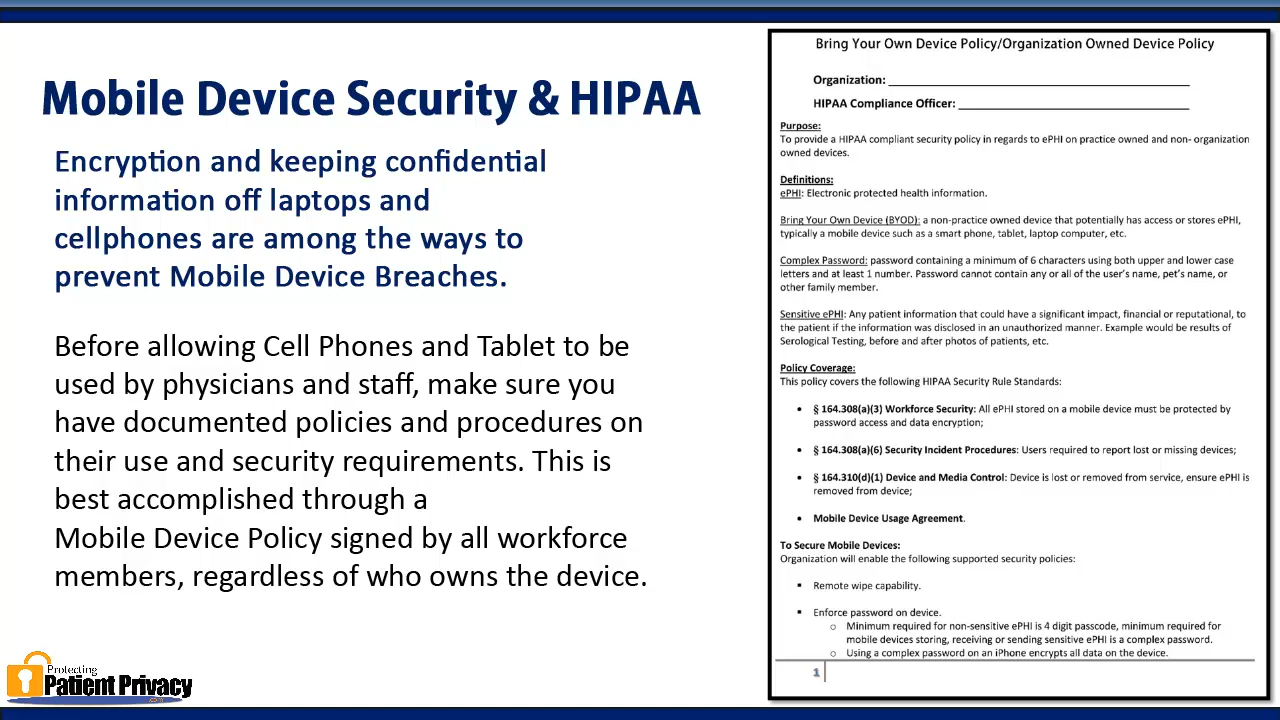 Mobile Device Security & HIPAA
Encryption and keeping confidential
information off laptops and
cellphones are among the ways to
prevent Mobile Device Breaches.
Before allowing Cell Phones and Tablet to be
used by physicians and staff, make sure you
have documented policies and procedures on
their use and security requirements. This is
best accomplished through a
Mobile Device Policy signed by all workforce
members, regardless of who owns the device.
Protecting
Patient Privacy
.com
Bring Your Own Device Policy/Organization Owned Device Policy
Organization: ____
HIPAA Compliance Officer: ____
Purpose:
To provide a HIPAA compliant security policy in regards to ePHI on practice owned and non- organization
owned devices.
Definitions:
ePHI: Electronic protected health information.
Bring Your Own Device (BYOD): a non-practice owned device that potentially has access or stores ePHI,
typically a mobile device such as a smart phone, tablet, laptop computer, etc.
Complex Password: password containing a minimum of 6 characters using both upper and lower case
letters and at least 1 number. Password cannot contain any or all of the user's name, pet's name, or
other family member.
Sensitive ePHI: Any patient information that could have a significant impact, financial or reputational, to
the patient if the information was disclosed in an unauthorized manner. Example would be results of
Serological Testing, before and after photos of patients, etc.
Policy Coverage:
This policy covers the following HIPAA Security Rule Standards:
• § 164.308(a)(3) Workforce Security: All ePHI stored on a mobile device must be protected by
password access and data encryption;
• § 164.308(a)(6) Security Incident Procedures: Users required to report lost or missing devices;
• § 164.310(d)(1) Device and Media Control: Device is lost or removed from service, ensure ePHI is
removed from device;
• Mobile Device Usage Agreement.
To Secure Mobile Devices:
Organization will enable the following supported security policies:
▪ Remote wipe capability.
▪ Enforce password on device.
o Minimum required for non-sensitive ePHI is 4 digit passcode, minimum required for
mobile devices storing, receiving or sending sensitive ePHI is a complex password.
o Using a complex password on an iPhone encrypts all data on the device.
1